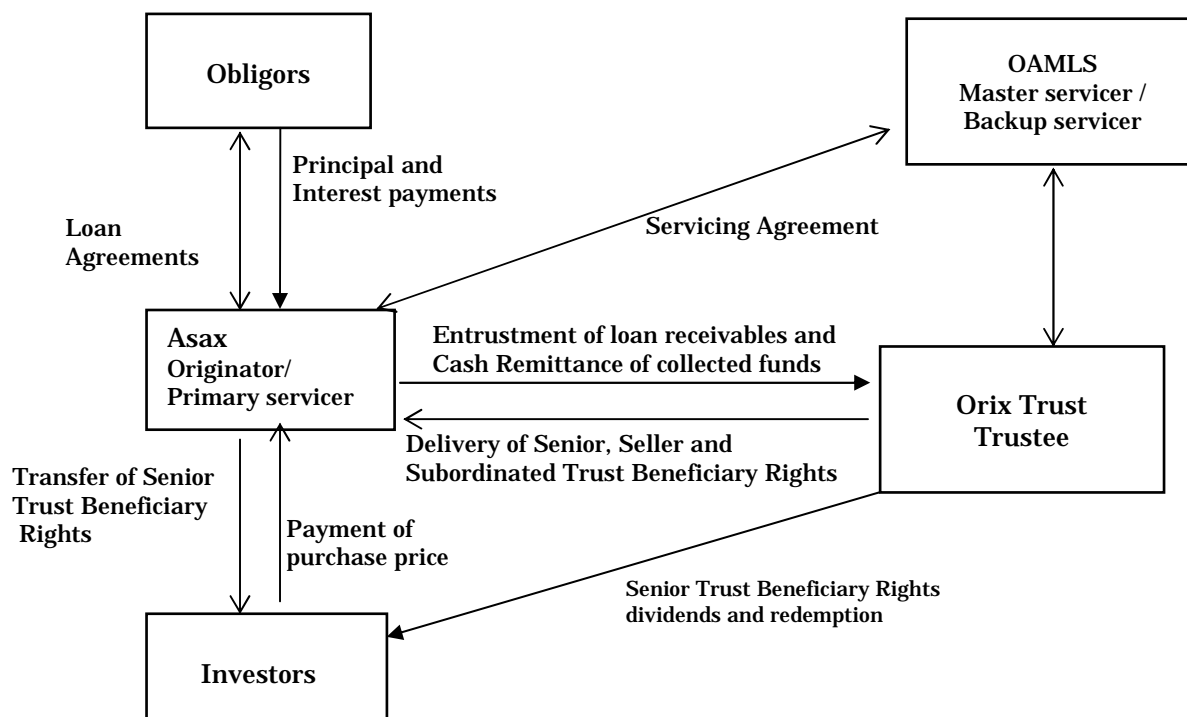 Obligors
OAMLS
Master servicer /
Backup servicer
Principal and
Interest payments
Loan
Agreements
Servicing Agreement
Asax
Originator/
Primary servicer
Entrustment of loan receivables and
Cash Remittance of collected funds
Orix Trust
Trustee
Delivery of Senior, Seller and
Subordinated Trust Beneficiary Rights
Transfer of Senior
Trust Beneficiary
Rights
Payment of
purchase price
Senior Trust Beneficiary Rights
dividends and redemption
Investors